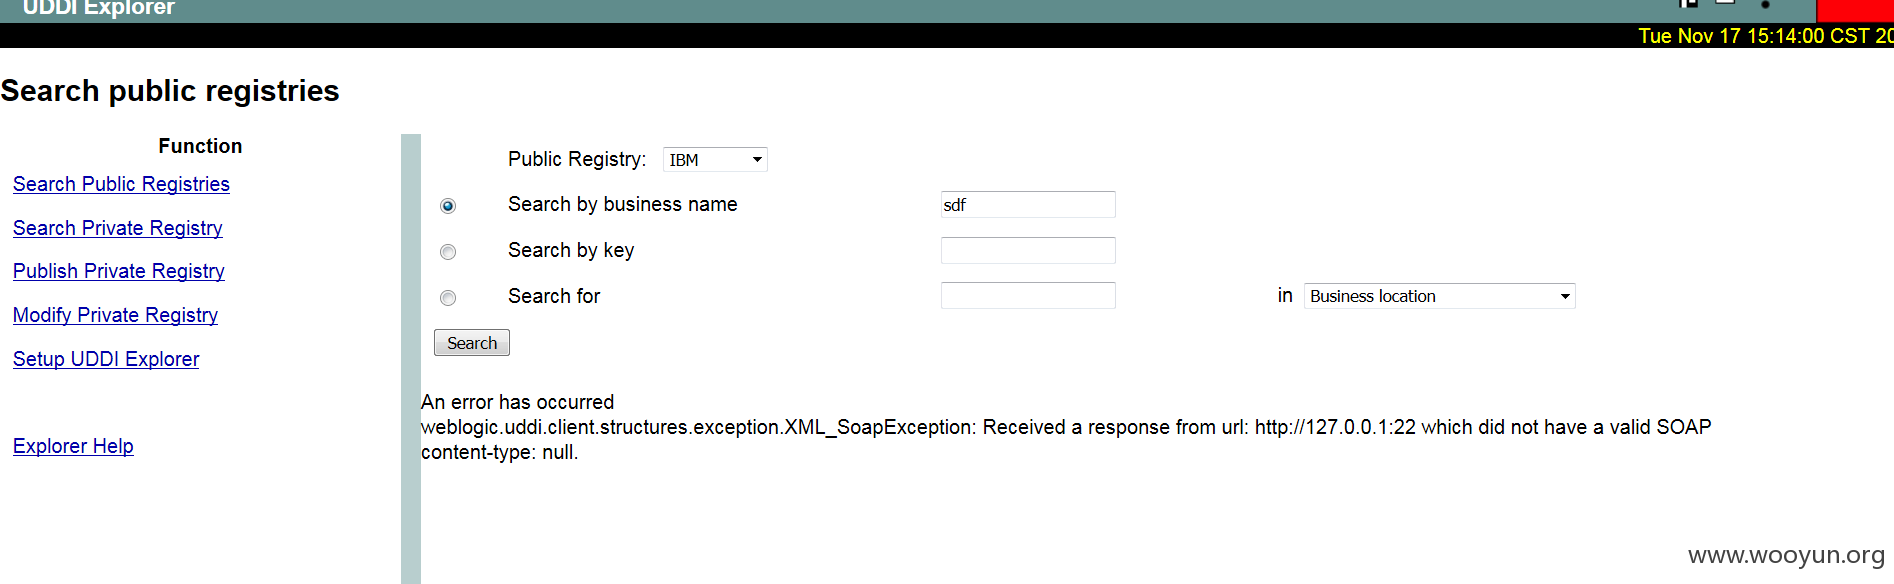 UDDI Explorer
Tue Nov 17 15:14:00 CST 20
Search public registries
Function
Search Public Registries
Search Private Registry
Publish Private Registry
Modify Private Registry
Setup UDDI Explorer
Explorer Help
Public Registry: IBM
Search by business name sdf
Search by key
Search for in Business location
Search
An error has occurred
weblogic.uddi.client.structures.exception.XML_SoapException: Received a response from url: http://127.0.0.1:22 which did not have a valid SOAP
content-type: null.
www.wooyun.org